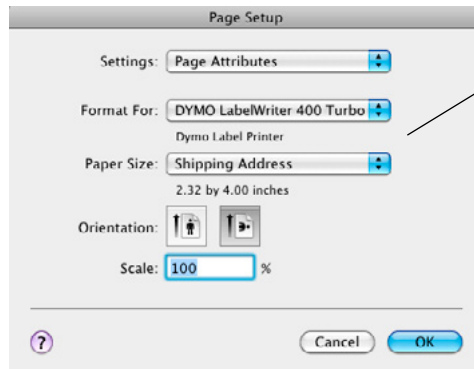 Page Setup
Settings: Page Attributes
Format For: DYMO LabelWriter 400 Turbo
Dymo Label Printer
Paper Size: Shipping Address
2.32 by 4.00 inches
Orientation:
Scale: 100 %
? Cancel OK